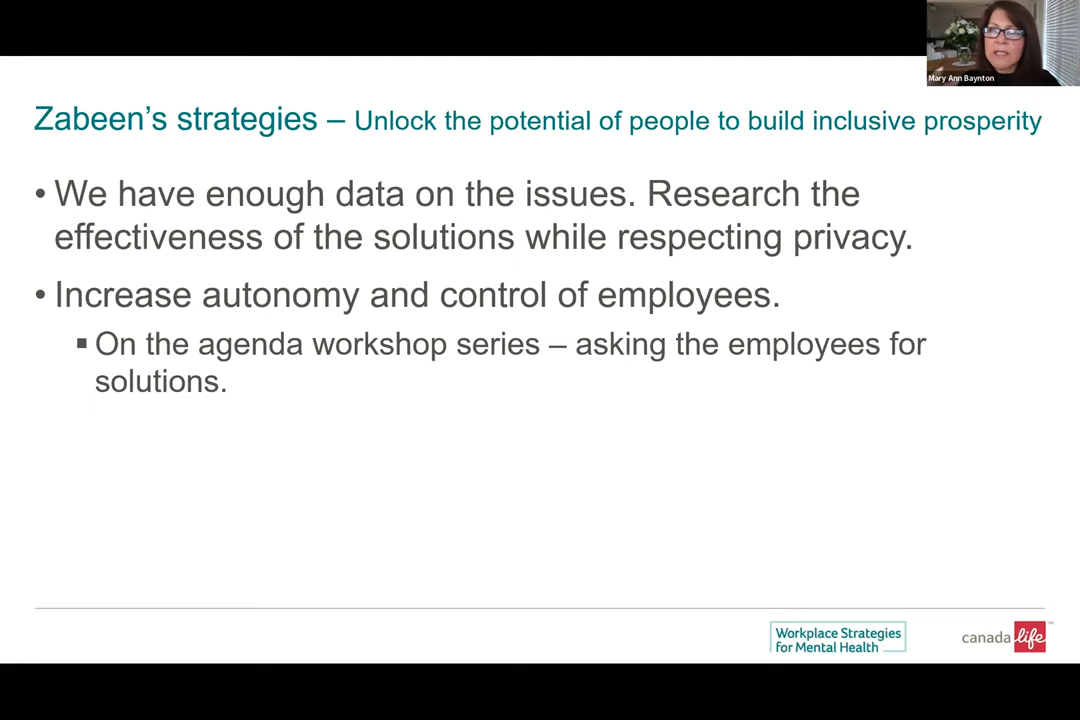 Mary Ann Baynton
Zabeen’s strategies – Unlock the potential of people to build inclusive prosperity
• We have enough data on the issues. Research the
effectiveness of the solutions while respecting privacy.
• Increase autonomy and control of employees.
▪ On the agenda workshop series – asking the employees for
solutions.
Workplace Strategies
for Mental Health
canada life™